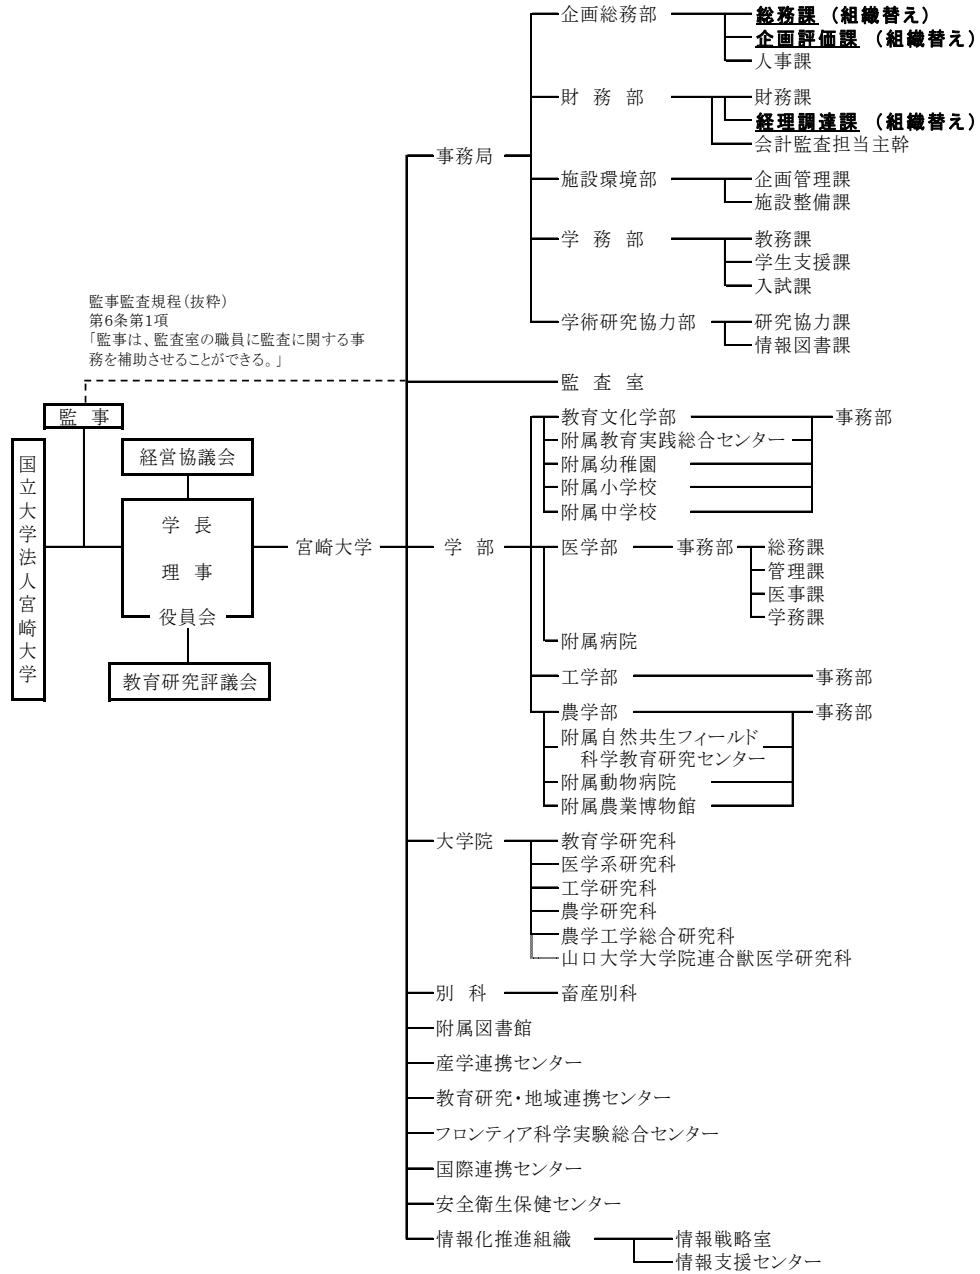 企画総務部
総務課 (組織替え)
企画評価課 (組織替え)
人事課
財務部
財務課
経理調達課 (組織替え)
会計監査担当主幹
事務局
施設環境部
企画管理課
施設整備課
学務部
教務課
学生支援課
入試課
学術研究協力部
研究協力課
情報図書課
監事監査規程(抜粋)
第6条第1項
「監事は、監査室の職員に監査に関する事
務を補助させることができる。」
監査室
監事
国立大学法人宮崎大学
経営協議会
学長
理事
役員会
教育研究評議会
宮崎大学
学部
教育文化学部
事務部
附属教育実践総合センター
附属幼稚園
附属小学校
附属中学校
医学部
事務部
総務課
管理課
医事課
学務課
附属病院
工学部
事務部
農学部
事務部
附属自然共生フィールド
科学教育研究センター
附属動物病院
附属農業博物館
大学院
教育学研究科
医学系研究科
工学研究科
農学研究科
農学工学総合研究科
山口大学大学院連合獣医学研究科
別科
畜産別科
附属図書館
産学連携センター
教育研究・地域連携センター
フロンティア科学実験総合センター
国際連携センター
安全衛生保健センター
情報化推進組織
情報戦略室
情報支援センター